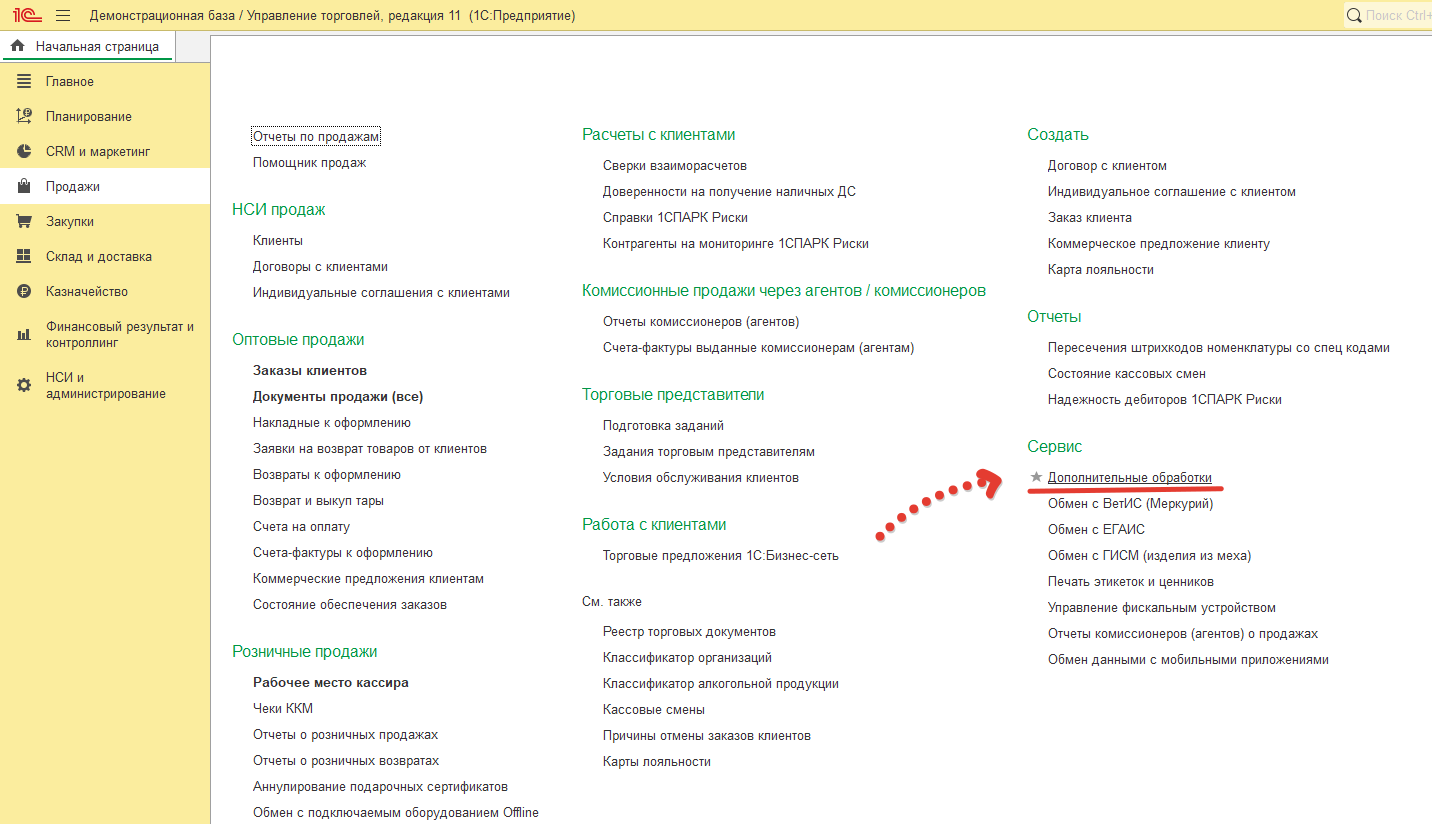 1С Демонстрационная база / Управление торговлей, редакция 11 (1С:Предприятие)
Поиск Ctrl+
Начальная страница
Главное
Планирование
CRM и маркетинг
Продажи
Закупки
Склад и доставка
Казначейство
Финансовый результат и
контроллинг
НСИ и
администрирование
Отчеты по продажам
Помощник продаж
НСИ продаж
Клиенты
Договоры с клиентами
Индивидуальные соглашения с клиентами
Оптовые продажи
Заказы клиентов
Документы продажи (все)
Накладные к оформлению
Заявки на возврат товаров от клиентов
Возвраты к оформлению
Возврат и выкуп тары
Счета на оплату
Счета-фактуры к оформлению
Коммерческие предложения клиентам
Состояние обеспечения заказов
Розничные продажи
Рабочее место кассира
Чеки ККМ
Отчеты о розничных продажах
Отчеты о розничных возвратах
Аннулирование подарочных сертификатов
Обмен с подключаемым оборудованием Offline
Расчеты с клиентами
Сверки взаиморасчетов
Доверенности на получение наличных ДС
Справки 1СПАРК Риски
Контрагенты на мониторинге 1СПАРК Риски
Комиссионные продажи через агентов / комиссионеров
Отчеты комиссионеров (агентов)
Счета-фактуры выданные комиссионерам (агентам)
Торговые представители
Подготовка заданий
Задания торговым представителям
Условия обслуживания клиентов
Работа с клиентами
Торговые предложения 1С:Бизнес-сеть
См. также
Реестр торговых документов
Классификатор организаций
Классификатор алкогольной продукции
Кассовые смены
Причины отмены заказов клиентов
Карты лояльности
Создать
Договор с клиентом
Индивидуальное соглашение с клиентом
Заказ клиента
Коммерческое предложение клиенту
Карта лояльности
Отчеты
Пересечения штрихкодов номенклатуры со спец кодами
Состояние кассовых смен
Надежность дебиторов 1СПАРК Риски
Сервис
Дополнительные обработки
Обмен с ВетИС (Меркурий)
Обмен с ЕГАИС
Обмен с ГИСМ (изделия из меха)
Печать этикеток и ценников
Управление фискальным устройством
Отчеты комиссионеров (агентов) о продажах
Обмен данными с мобильными приложениями